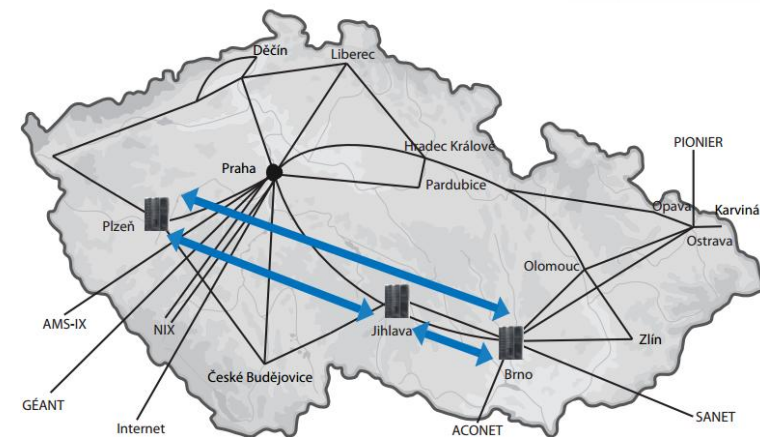 Děčín
Liberec
PIONIER
Hradec Králové
Praha
Pardubice
Opava
Karviná
Plzeň
Ostrava
Olomouc
AMS-IX
NIX
Jihlava
Zlín
České Budějovice
Brno
GÉANT
SANET
Internet
ACONET